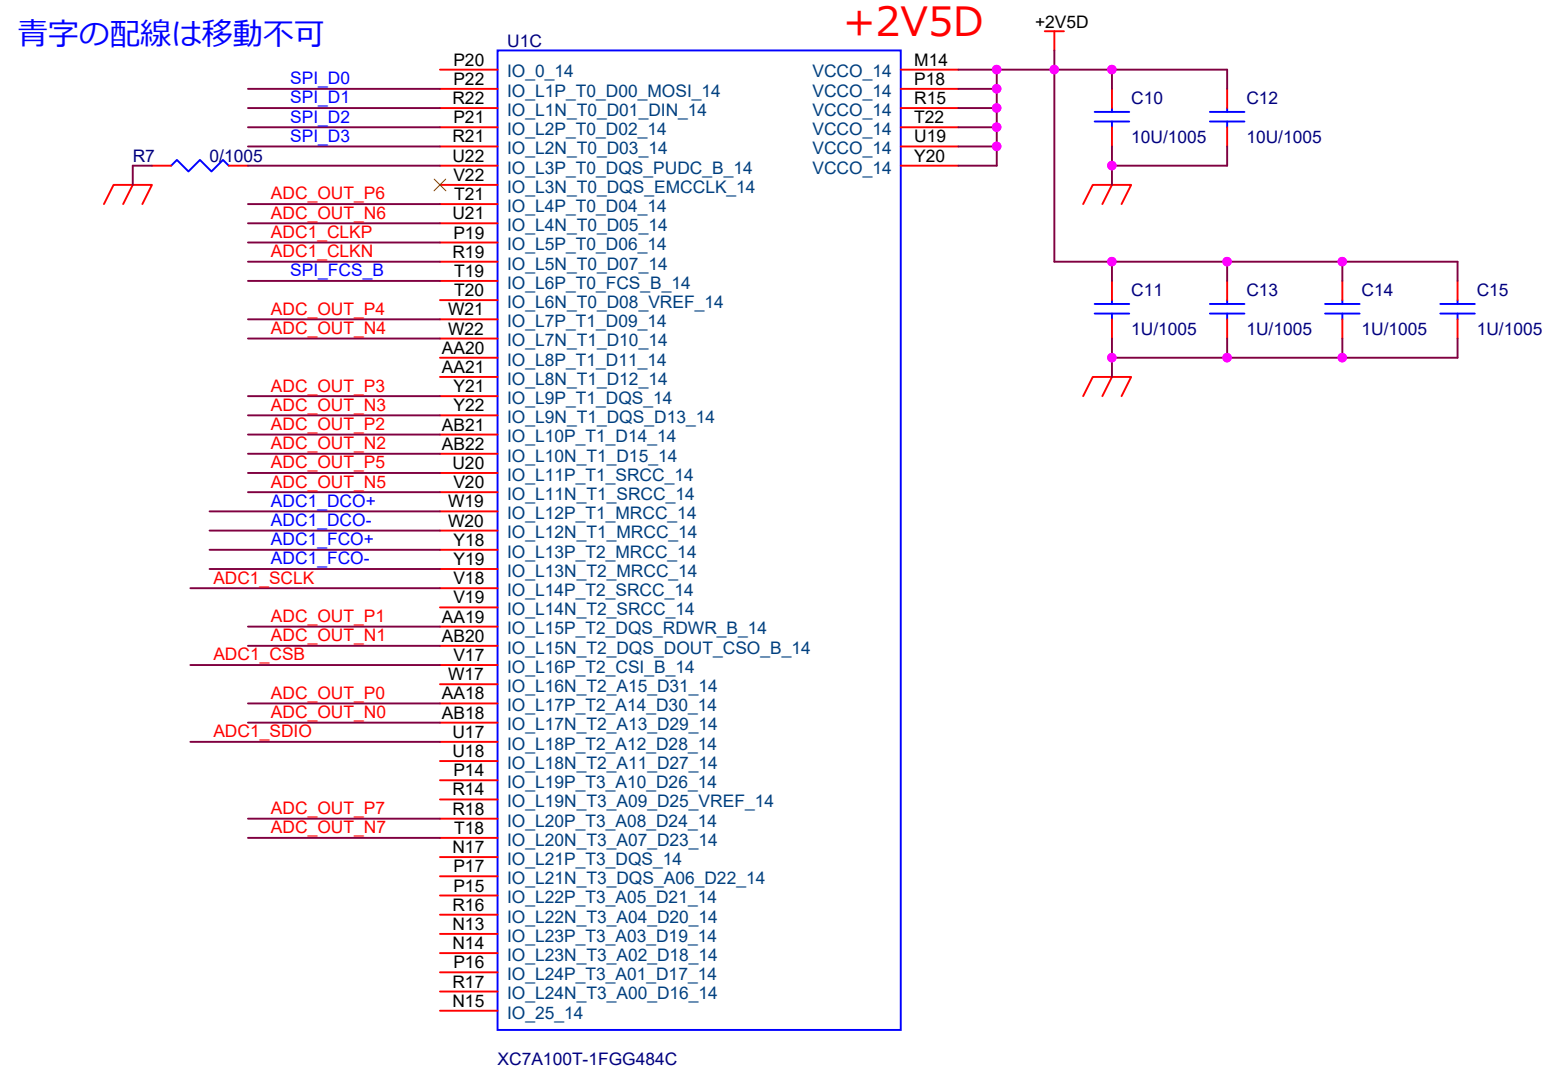 青字の配線は移動不可
+2V5D
+2V5D
U1C
P20 IO_0_14
SPI_D0 P22 IO_L1P_T0_D00_MOSI_14
SPI_D1 R22 IO_L1N_T0_D01_DIN_14
SPI_D2 P21 IO_L2P_T0_D02_14
SPI_D3 R21 IO_L2N_T0_D03_14
R7 0/1005 U22 IO_L3P_T0_DQS_PUDC_B_14
V22 IO_L3N_T0_DQS_EMCCLK_14
ADC_OUT_P6 T21 IO_L4P_T0_D04_14
ADC_OUT_N6 U21 IO_L4N_T0_D05_14
ADC1_CLKP P19 IO_L5P_T0_D06_14
ADC1_CLKN R19 IO_L5N_T0_D07_14
SPI_FCS_B T19 IO_L6P_T0_FCS_B_14
T20 IO_L6N_T0_D08_VREF_14
ADC_OUT_P4 W21 IO_L7P_T1_D09_14
ADC_OUT_N4 W22 IO_L7N_T1_D10_14
AA20 IO_L8P_T1_D11_14
AA21 IO_L8N_T1_D12_14
ADC_OUT_P3 Y21 IO_L9P_T1_DQS_14
ADC_OUT_N3 Y22 IO_L9N_T1_DQS_D13_14
ADC_OUT_P2 AB21 IO_L10P_T1_D14_14
ADC_OUT_N2 AB22 IO_L10N_T1_D15_14
ADC_OUT_P5 U20 IO_L11P_T1_SRCC_14
ADC_OUT_N5 V20 IO_L11N_T1_SRCC_14
ADC1_DCO+ W19 IO_L12P_T1_MRCC_14
ADC1_DCO- W20 IO_L12N_T1_MRCC_14
ADC1_FCO+ Y18 IO_L13P_T2_MRCC_14
ADC1_FCO- Y19 IO_L13N_T2_MRCC_14
ADC1_SCLK V18 IO_L14P_T2_SRCC_14
V19 IO_L14N_T2_SRCC_14
ADC_OUT_P1 AA19 IO_L15P_T2_DQS_RDWR_B_14
ADC_OUT_N1 AB20 IO_L15N_T2_DQS_DOUT_CSO_B_14
ADC1_CSB V17 IO_L16P_T2_CSI_B_14
W17 IO_L16N_T2_A15_D31_14
ADC_OUT_P0 AA18 IO_L17P_T2_A14_D30_14
ADC_OUT_N0 AB18 IO_L17N_T2_A13_D29_14
ADC1_SDIO U17 IO_L18P_T2_A12_D28_14
U18 IO_L18N_T2_A11_D27_14
P14 IO_L19P_T3_A10_D26_14
R14 IO_L19N_T3_A09_D25_VREF_14
ADC_OUT_P7 R18 IO_L20P_T3_A08_D24_14
ADC_OUT_N7 T18 IO_L20N_T3_A07_D23_14
N17 IO_L21P_T3_DQS_14
P17 IO_L21N_T3_DQS_A06_D22_14
P15 IO_L22P_T3_A05_D21_14
R16 IO_L22N_T3_A04_D20_14
N13 IO_L23P_T3_A03_D19_14
N14 IO_L23N_T3_A02_D18_14
P16 IO_L24P_T3_A01_D17_14
R17 IO_L24N_T3_A00_D16_14
N15 IO_25_14
VCCO_14 M14
VCCO_14 P18
VCCO_14 R15
VCCO_14 T22
VCCO_14 U19
VCCO_14 Y20
C10 C12
10U/1005 10U/1005
C11 C13 C14 C15
1U/1005 1U/1005 1U/1005 1U/1005
XC7A100T-1FGG484C